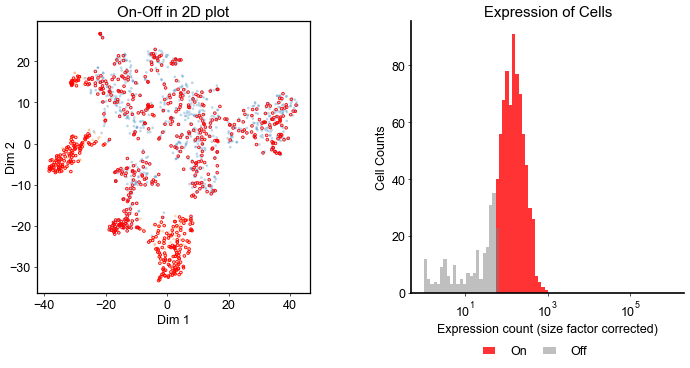 On-Off in 2D plot
Dim 2
20
10
0
−10
−20
−30
−40
−20
0
20
40
Dim 1
Expression of Cells
Cell Counts
80
60
40
20
0
10^1
10^3
10^5
Expression count (size factor corrected)
On
Off